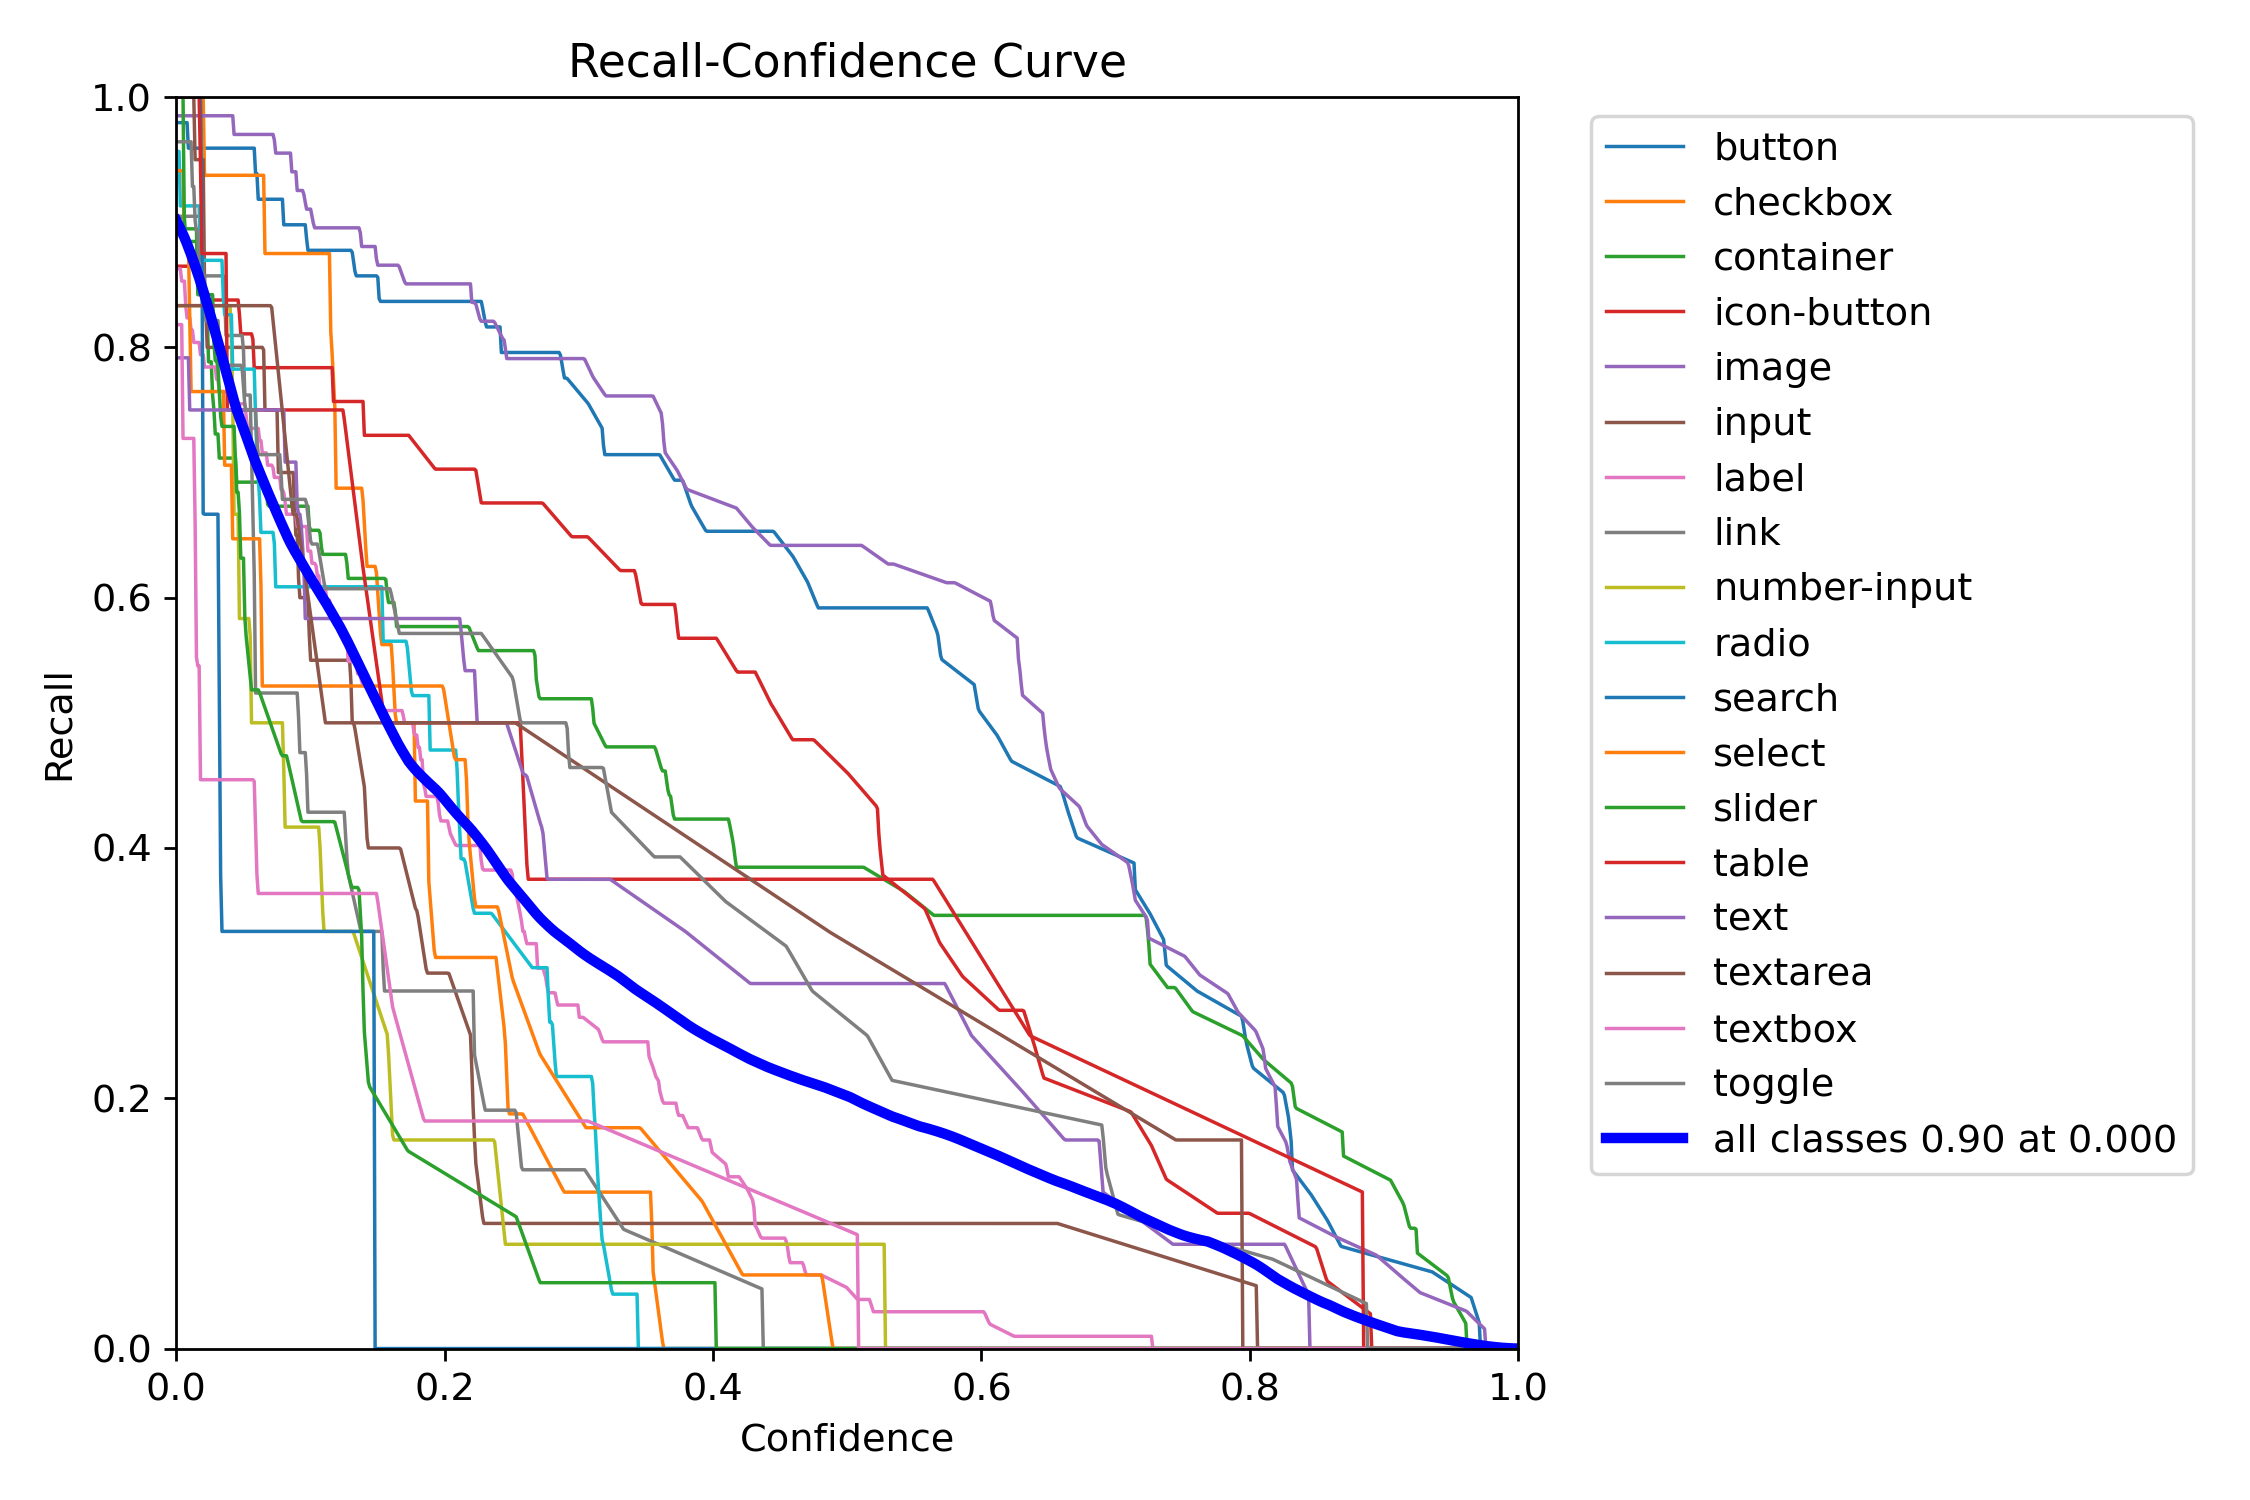 Recall-Confidence Curve
1.0
0.8
0.6
0.4
0.2
0.0
Recall
0.0 0.2 0.4 0.6 0.8 1.0
Confidence
button
checkbox
container
icon-button
image
input
label
link
number-input
radio
search
select
slider
table
text
textarea
textbox
toggle
all classes 0.90 at 0.000